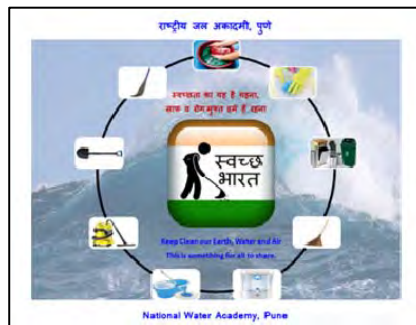 राष्ट्रीय जल अकादमी, पुणे
स्वच्छता का यह है कहना,
साफ व रोगमुक्त हमें है रहना
स्वच्छ
भारत
Keep Clean our Earth, Water and Air
This is something for all to share.
National Water Academy, Pune